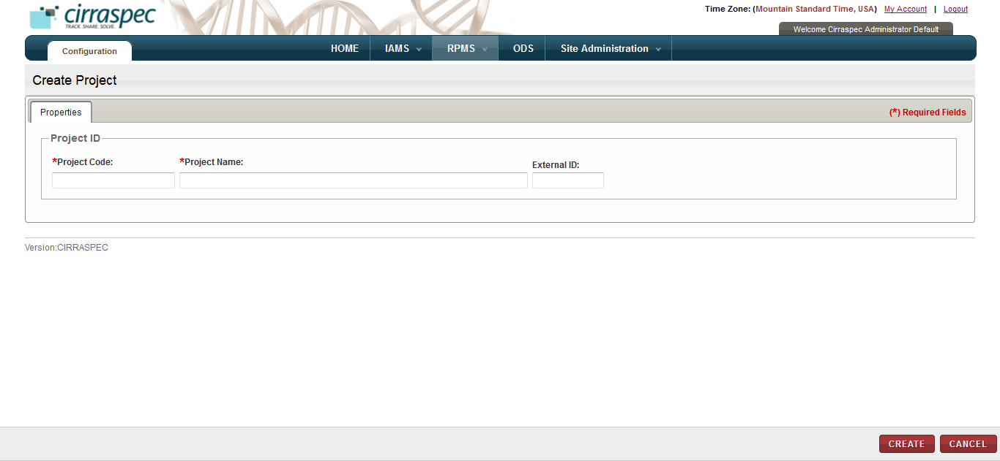 cirraspec
TRACK. SHARE. SOLVE.
Time Zone: (Mountain Standard Time, USA) My Account | Logout
Welcome Cirraspec Administrator Default
Configuration HOME IAMS RPMS ODS Site Administration
Create Project
Properties (*) Required Fields
Project ID
*Project Code: *Project Name: External ID:
Version:CIRRASPEC
CREATE CANCEL